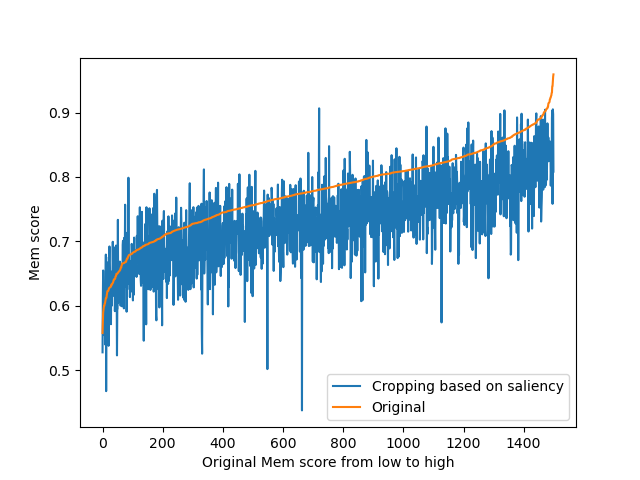 0.9
0.8
0.7
0.6
0.5
Mem score
0 200 400 600 800 1000 1200 1400
Original Mem score from low to high
Cropping based on saliency
Original